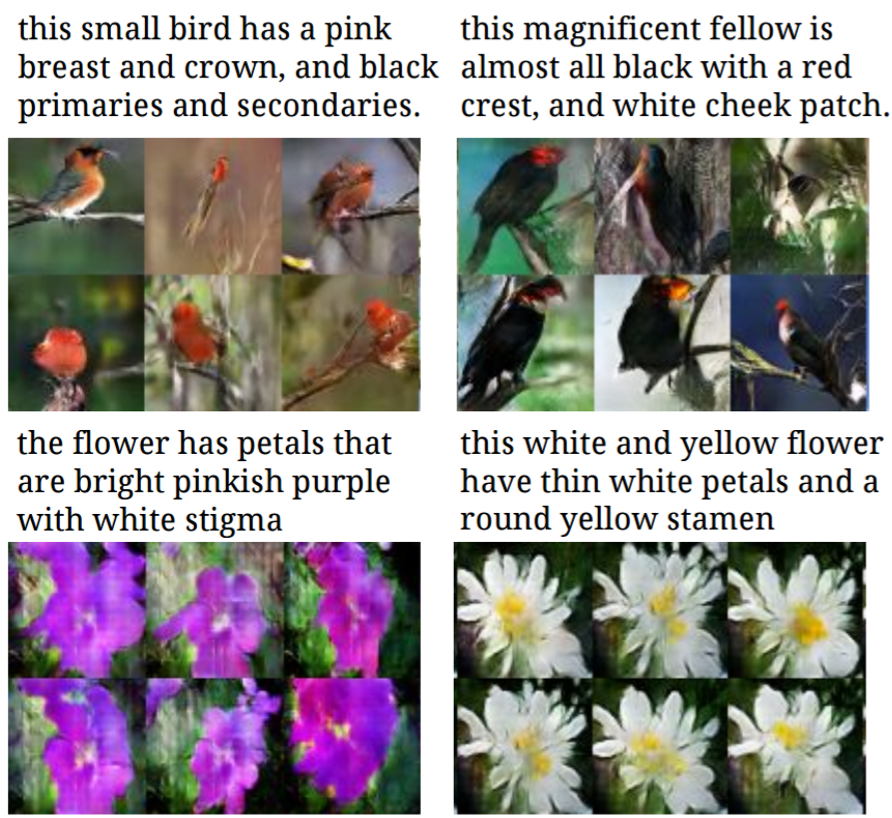 this small bird has a pink
breast and crown, and black
primaries and secondaries.
this magnificent fellow is
almost all black with a red
crest, and white cheek patch.
the flower has petals that
are bright pinkish purple
with white stigma
this white and yellow flower
have thin white petals and a
round yellow stamen